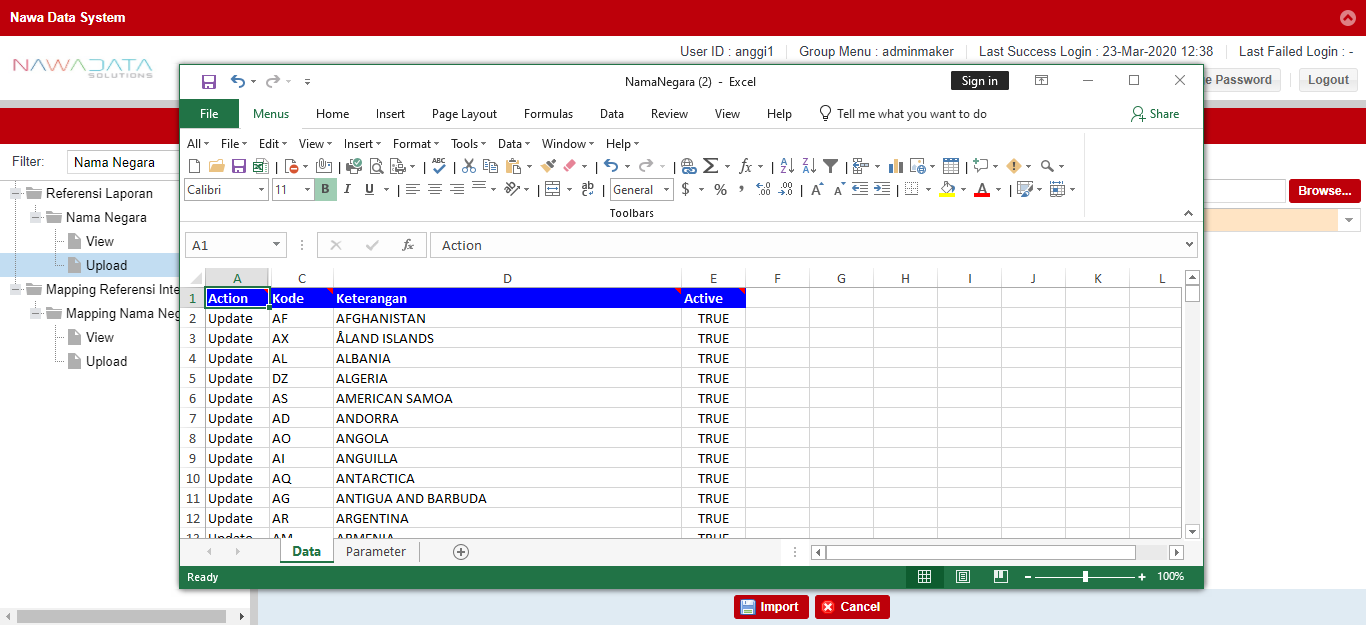 Nawa Data System
NAWADATA
SOLUTIONS
User ID : anggi1 Group Menu : adminmaker Last Success Login : 23-Mar-2020 12:38 Last Failed Login : -
e Password Logout
Filter: Nama Negara
Referensi Laporan
Nama Negara
View
Upload
Mapping Referensi Inte
Mapping Nama Neg
View
Upload
NamaNegara (2) - Excel
Sign in
File Menus Home Insert Page Layout Formulas Data Review View Help Tell me what you want to do Share
All File Edit View Insert Format Tools Data Window Help
Calibri 11 B I U ab General $ % , A A A
Toolbars
A1 fx Action
A C D E F G H I J K L
1 Action Kode Keterangan Active
2 Update AF AFGHANISTAN TRUE
3 Update AX ÅLAND ISLANDS TRUE
4 Update AL ALBANIA TRUE
5 Update DZ ALGERIA TRUE
6 Update AS AMERICAN SAMOA TRUE
7 Update AD ANDORRA TRUE
8 Update AO ANGOLA TRUE
9 Update AI ANGUILLA TRUE
10 Update AQ ANTARCTICA TRUE
11 Update AG ANTIGUA AND BARBUDA TRUE
12 Update AR ARGENTINA TRUE
13 Update AM ARMENIA TRUE
Data Parameter
Ready 100%
Browse...
Import Cancel